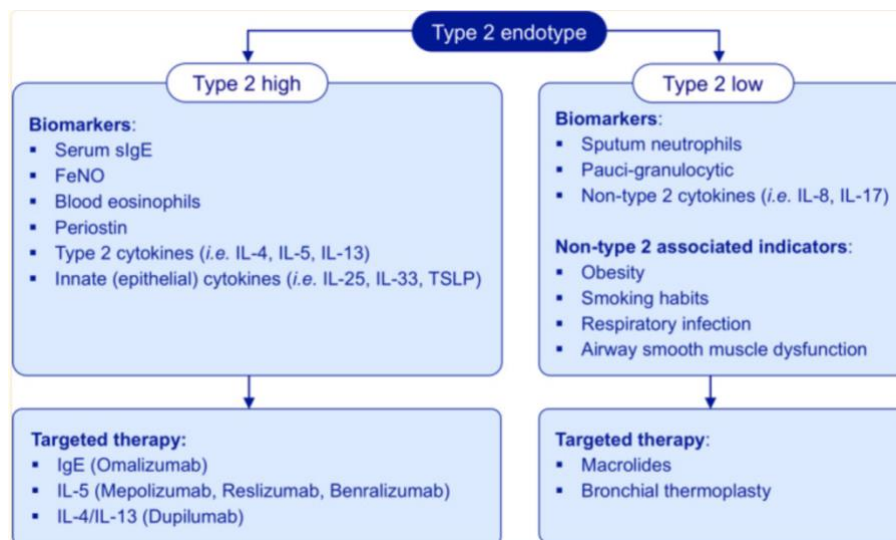 Type 2 endotype
Type 2 high
Biomarkers:
▪ Serum sIgE
▪ FeNO
▪ Blood eosinophils
▪ Periostin
▪ Type 2 cytokines (i.e. IL-4, IL-5, IL-13)
▪ Innate (epithelial) cytokines (i.e. IL-25, IL-33, TSLP)
Targeted therapy:
▪ IgE (Omalizumab)
▪ IL-5 (Mepolizumab, Reslizumab, Benralizumab)
▪ IL-4/IL-13 (Dupilumab)
Type 2 low
Biomarkers:
▪ Sputum neutrophils
▪ Pauci-granulocytic
▪ Non-type 2 cytokines (i.e. IL-8, IL-17)
Non-type 2 associated indicators:
▪ Obesity
▪ Smoking habits
▪ Respiratory infection
▪ Airway smooth muscle dysfunction
Targeted therapy:
▪ Macrolides
▪ Bronchial thermoplasty